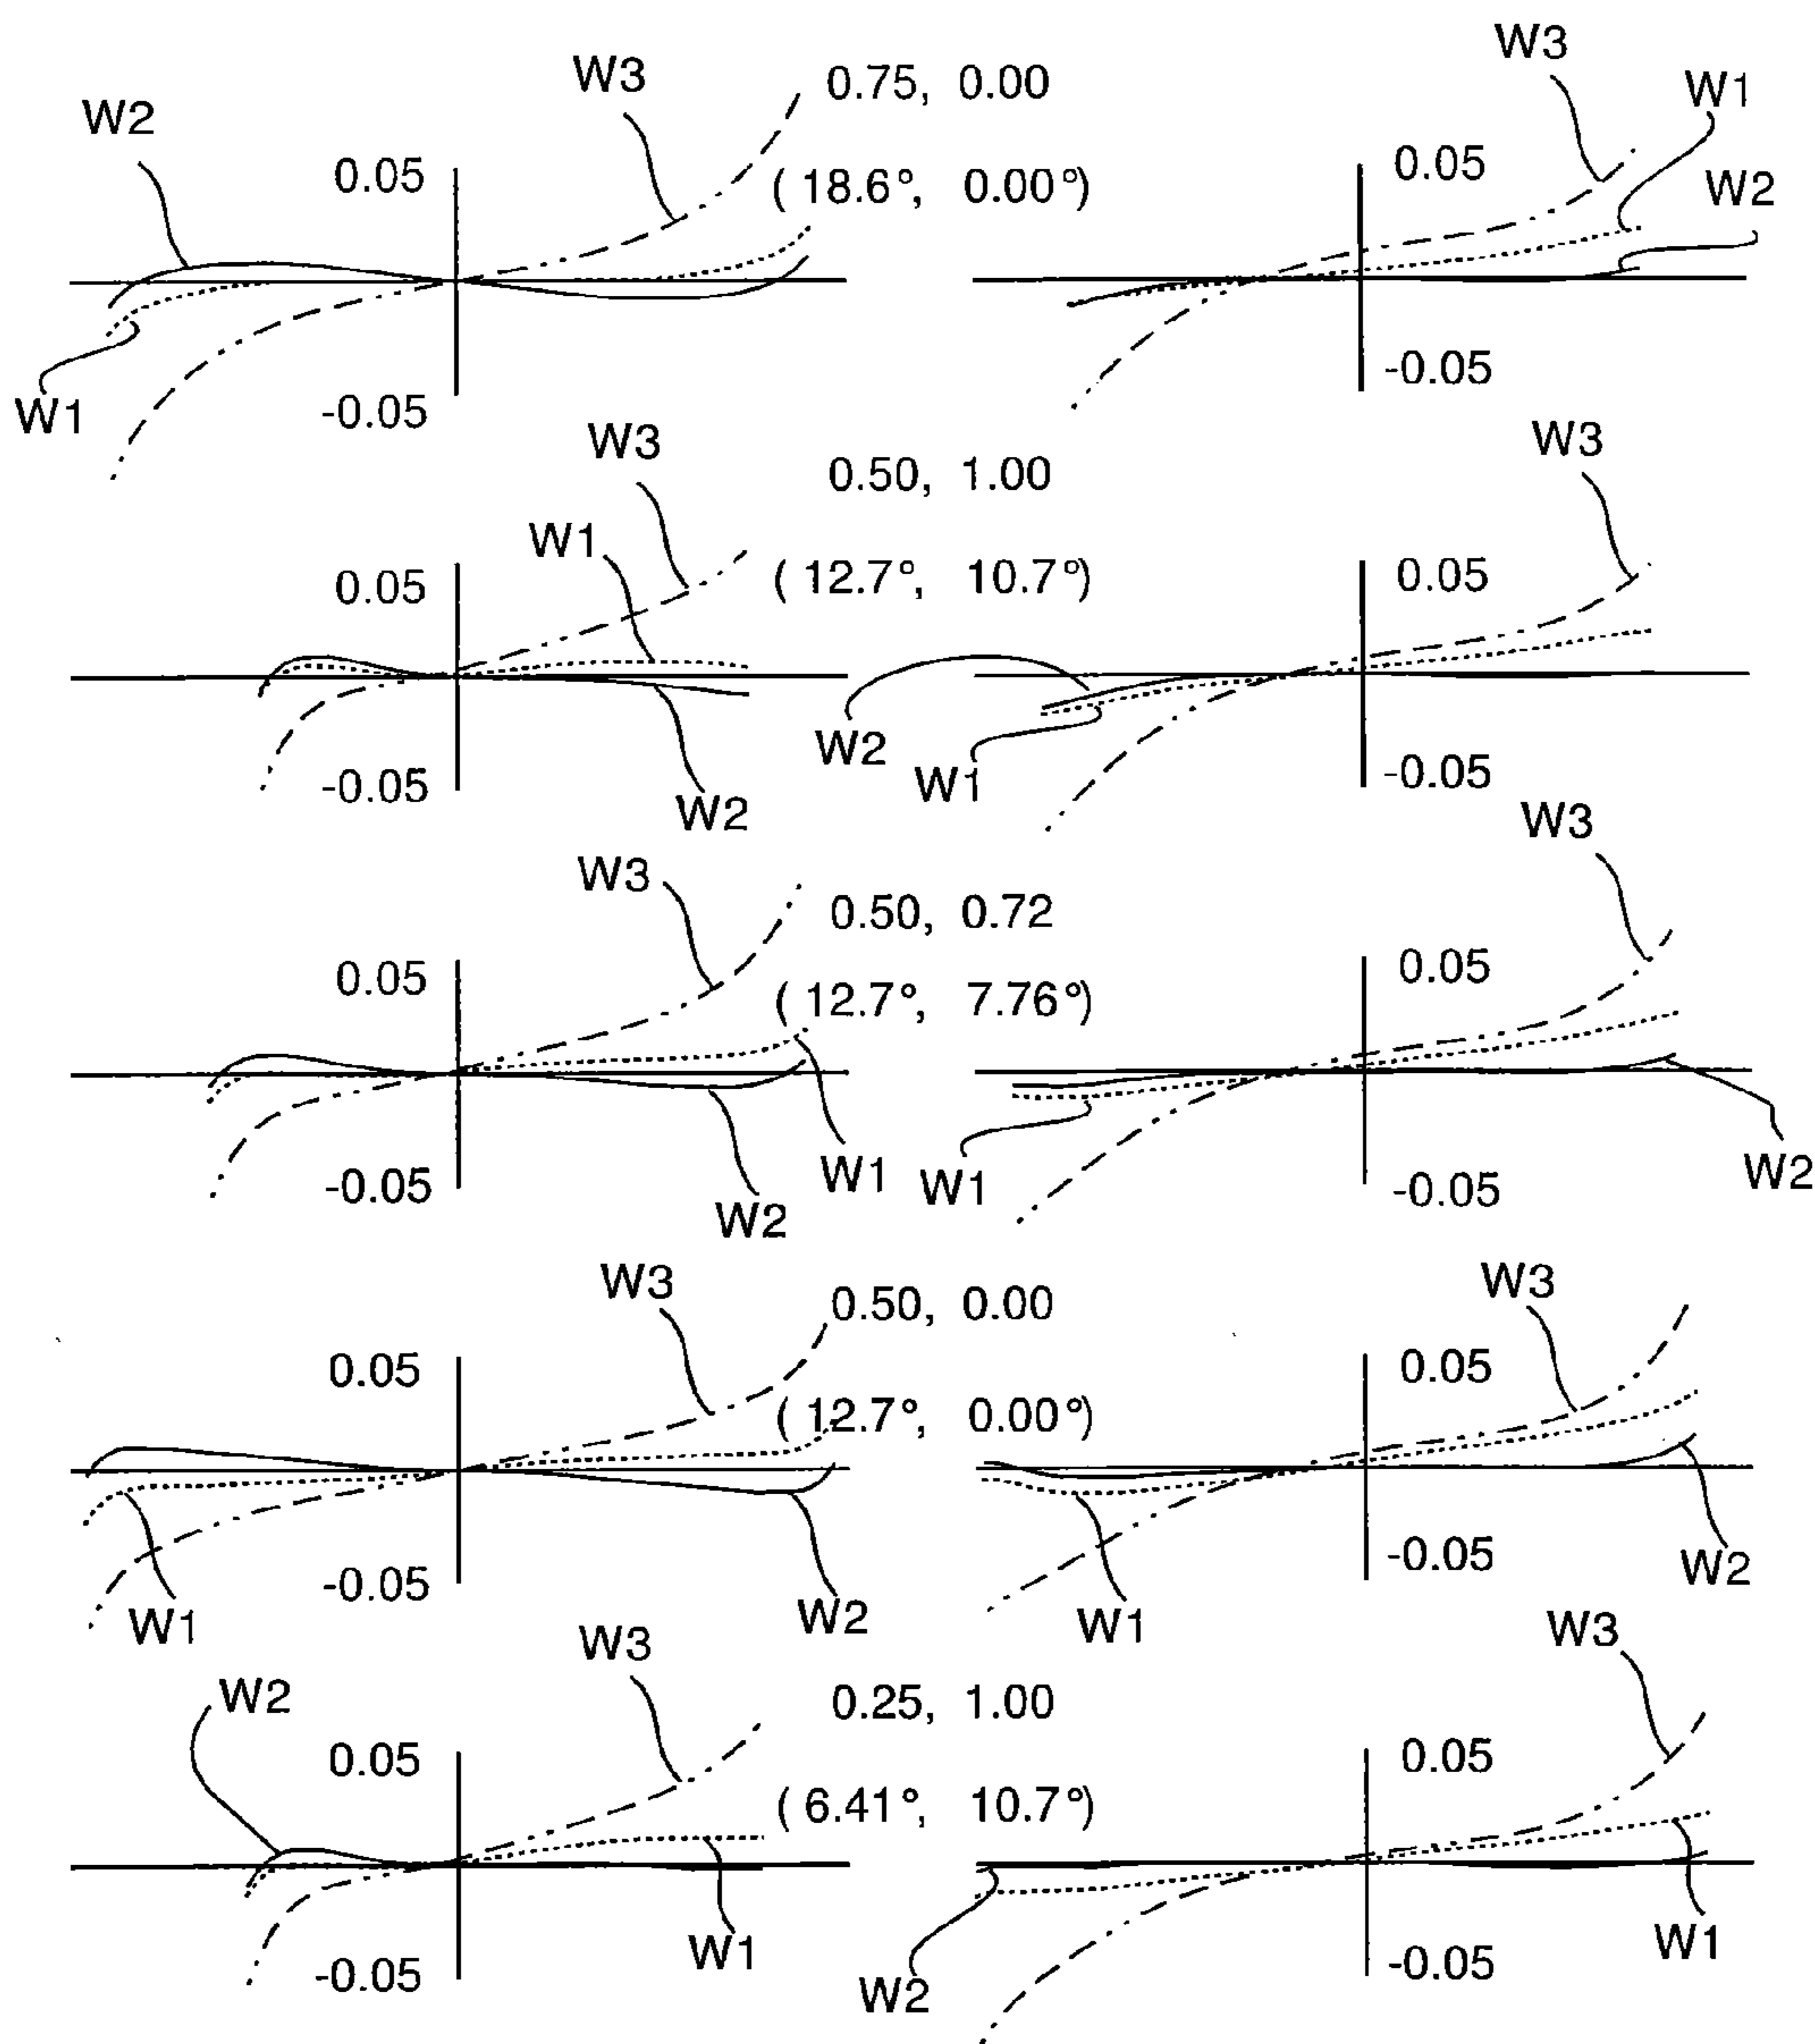 W3
W3
0.75, 0.00
W1
W2
0.05
0.05
(18.6°, 0.00°)
W2
-0.05
-0.05
W1
W3
W3
0.50, 1.00
W1
0.05
0.05
(12.7°, 10.7°)
W2
W1
-0.05
-0.05
W2
W3
W3
0.50, 0.72
0.05
0.05
(12.7°, 7.76°)
W1
W1
W2
-0.05
-0.05
W2
W3
W3
0.50, 0.00
0.05
0.05
(12.7°, 0.00°)
-0.05
-0.05
W2
W1
W2
W1
W3
W3
W2
0.25, 1.00
0.05
0.05
(6.41°, 10.7°)
W1
W1
-0.05
-0.05
W2